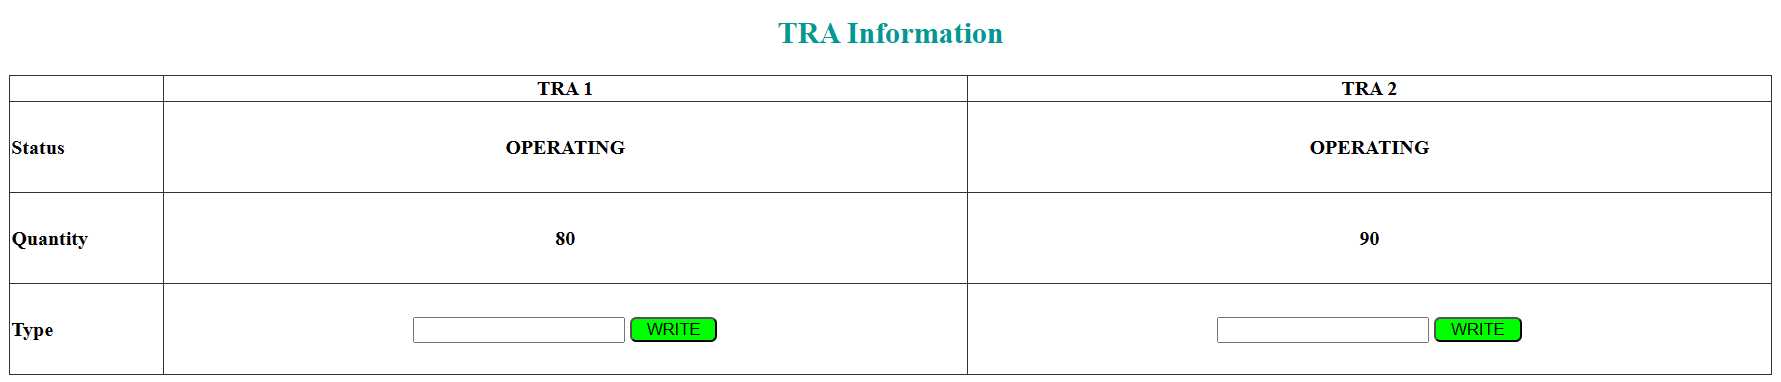 TRA Information
TRA 1 TRA 2
Status OPERATING OPERATING
Quantity 80 90
Type WRITE WRITE